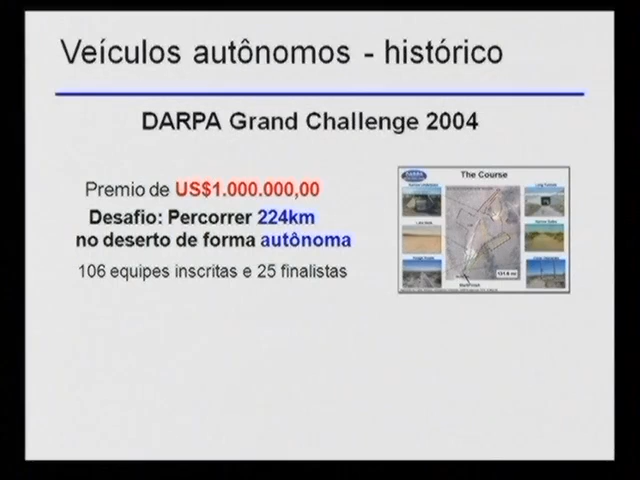 Veículos autônomos - histórico
DARPA Grand Challenge 2004
Premio de US$1.000.000,00
Desafio: Percorrer 224km
no deserto de forma autônoma
106 equipes inscritas e 25 finalistas
The Course